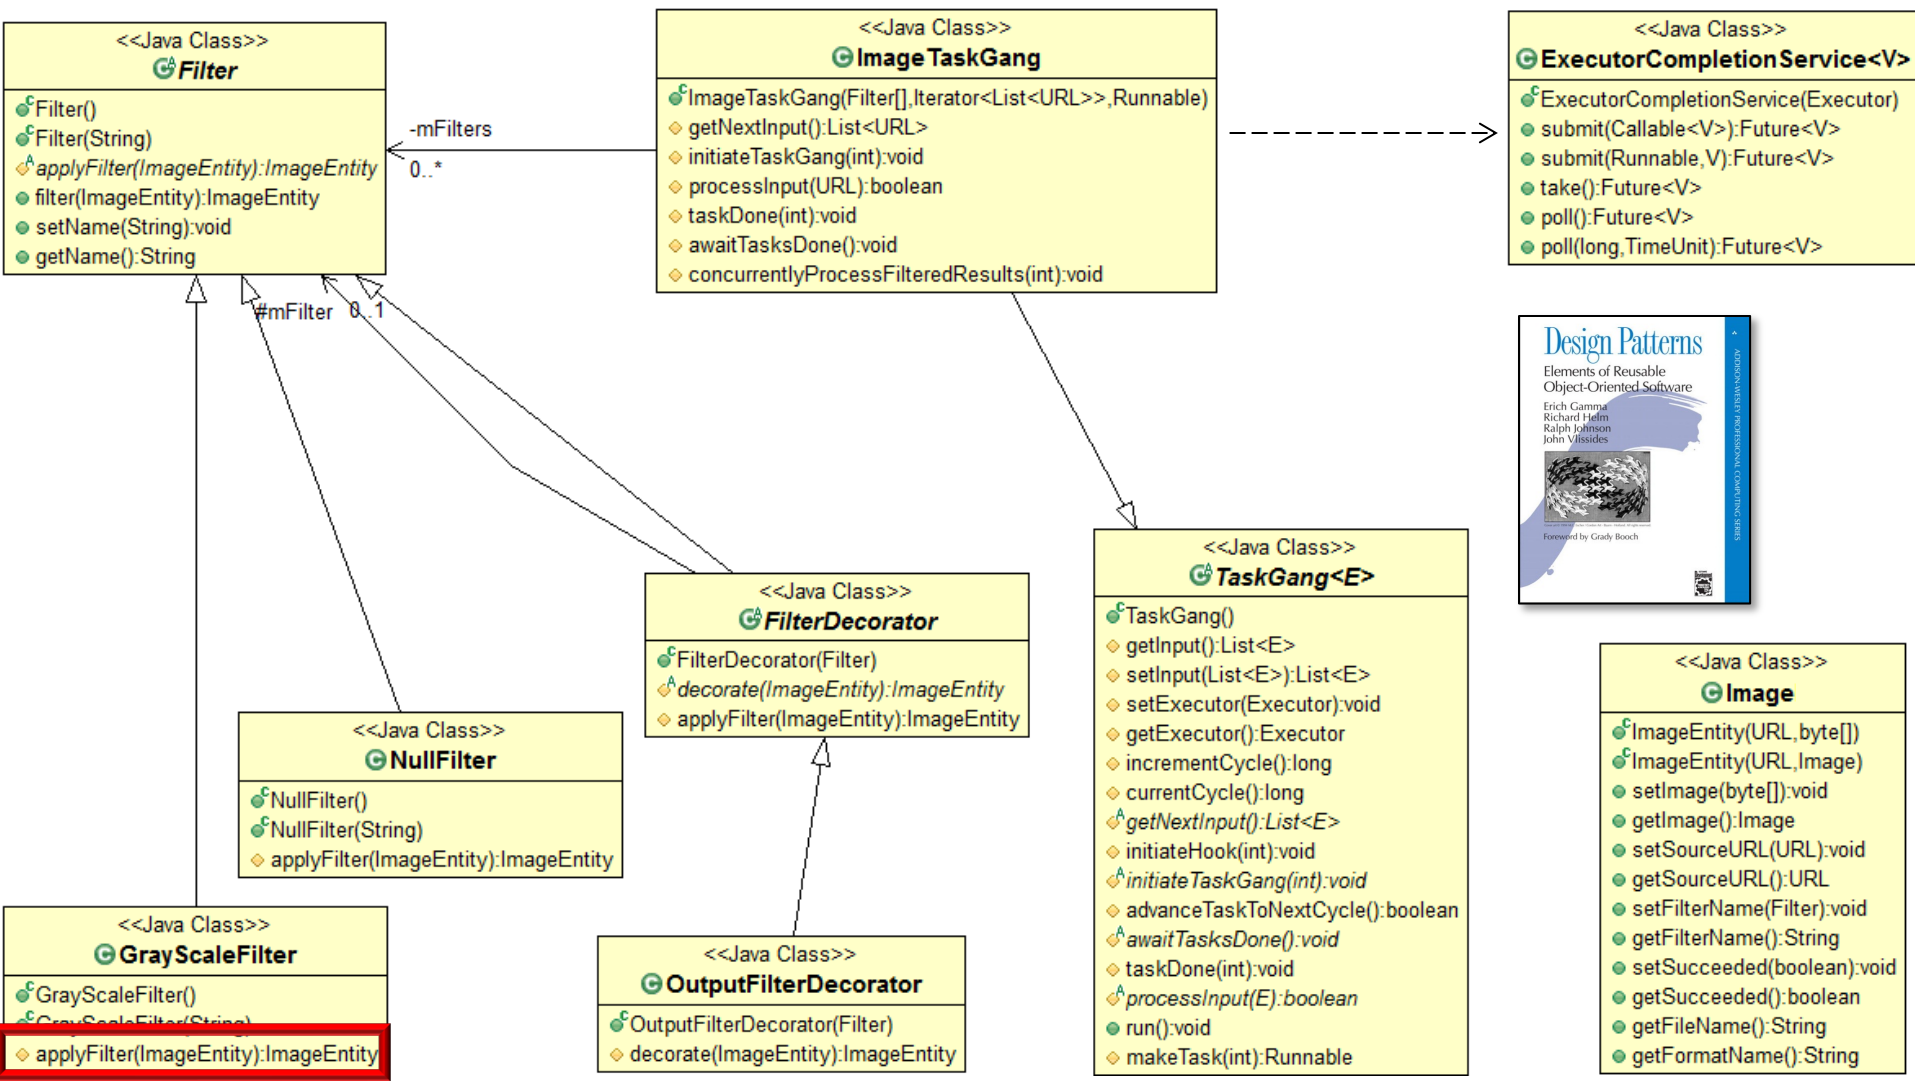 <<Java Class>>
Filter
Filter()
Filter(String)
applyFilter(ImageEntity):ImageEntity
filter(ImageEntity):ImageEntity
setName(String):void
getName():String
-mFilters
0..*
<<Java Class>>
ImageTaskGang
ImageTaskGang(Filter[],Iterator<List<URL>>,Runnable)
getNextInput():List<URL>
initiateTaskGang(int):void
processInput(URL):boolean
taskDone(int):void
awaitTasksDone():void
concurrentlyProcessFilteredResults(int):void
<<Java Class>>
ExecutorCompletionService<V>
ExecutorCompletionService(Executor)
submit(Callable<V>):Future<V>
submit(Runnable,V):Future<V>
take():Future<V>
poll():Future<V>
poll(long,TimeUnit):Future<V>
#mFilter 0..1
Design Patterns
Elements of Reusable
Object-Oriented Software
Erich Gamma
Richard Helm
Ralph Johnson
John Vlissides
Foreword by Grady Booch
ADDISON-WESLEY PROFESSIONAL COMPUTING SERIES
<<Java Class>>
FilterDecorator
FilterDecorator(Filter)
decorate(ImageEntity):ImageEntity
applyFilter(ImageEntity):ImageEntity
<<Java Class>>
TaskGang<E>
TaskGang()
getInput():List<E>
setInput(List<E>):List<E>
setExecutor(Executor):void
getExecutor():Executor
incrementCycle():long
currentCycle():long
getNextInput():List<E>
initiateHook(int):void
initiateTaskGang(int):void
advanceTaskToNextCycle():boolean
awaitTasksDone():void
taskDone(int):void
processInput(E):boolean
run():void
makeTask(int):Runnable
<<Java Class>>
Image
ImageEntity(URL,byte[])
ImageEntity(URL,Image)
setImage(byte[]):void
getImage():Image
setSourceURL(URL):void
getSourceURL():URL
setFilterName(Filter):void
getFilterName():String
setSucceeded(boolean):void
getSucceeded():boolean
getFileName():String
getFormatName():String
<<Java Class>>
NullFilter
NullFilter()
NullFilter(String)
applyFilter(ImageEntity):ImageEntity
<<Java Class>>
GrayScaleFilter
GrayScaleFilter()
GrayScaleFilter(String)
applyFilter(ImageEntity):ImageEntity
<<Java Class>>
OutputFilterDecorator
OutputFilterDecorator(Filter)
decorate(ImageEntity):ImageEntity